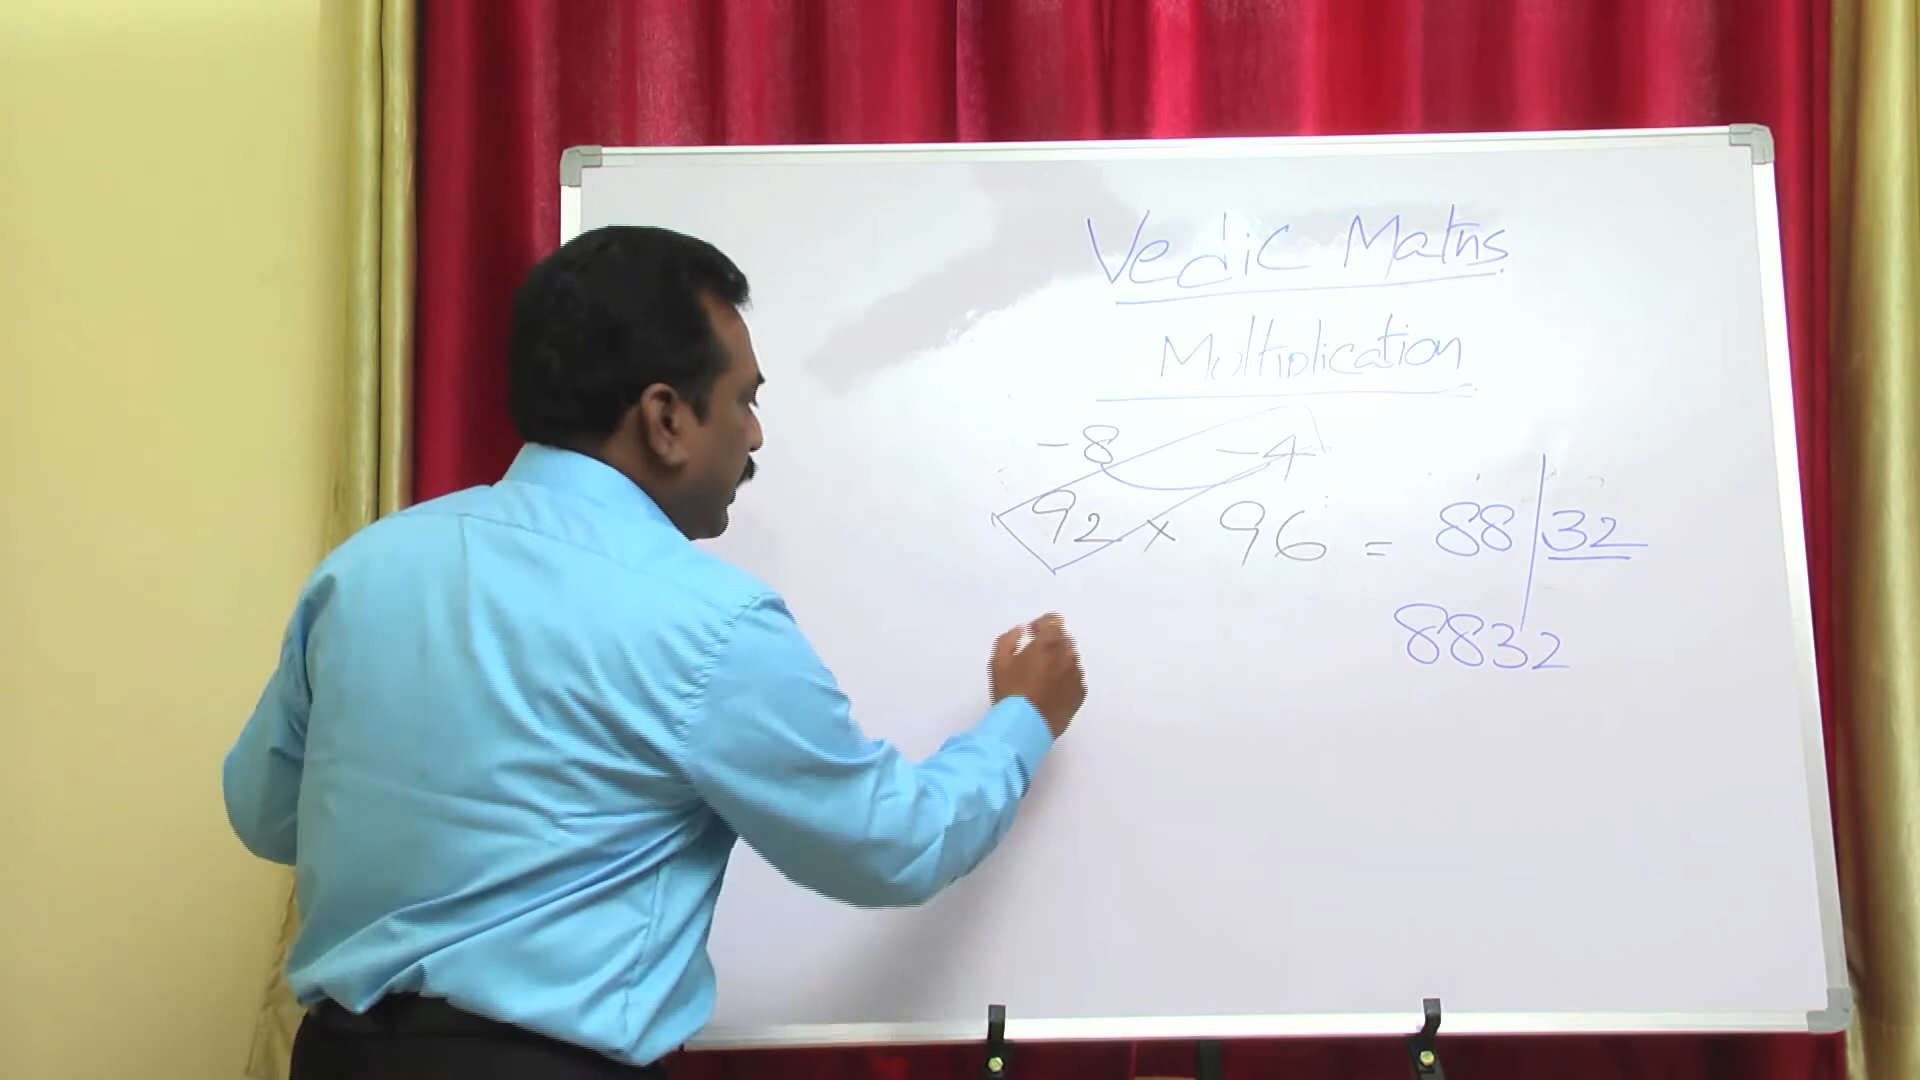 Vedic Maths
Multiplication
-8 -4
92 x 96 = 88 | 32
8832